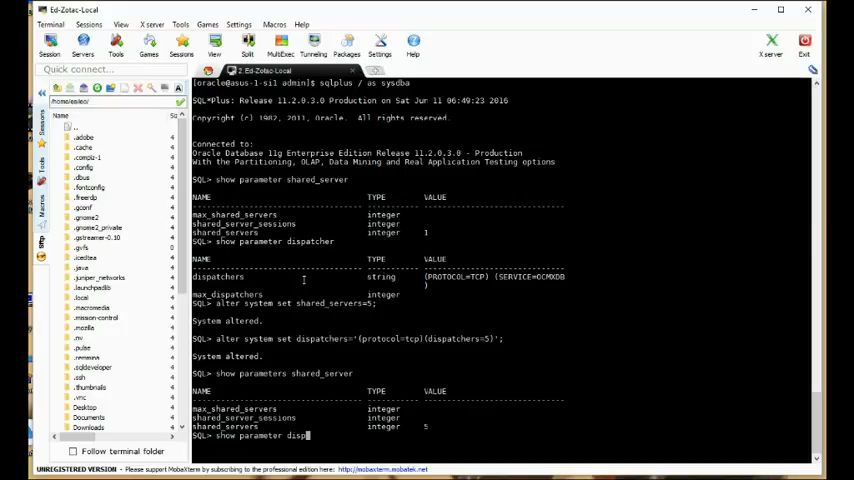 Ed-Zotac-Local
Terminal Sessions View X server Tools Games Settings Macros Help
Session Servers Tools Games Sessions View Split MultiExec Tunneling Packages Settings Help X server Exit
Quick connect...
2. Ed-Zotac-Local
Name
..
.adobe
.cache
.compiz-1
.config
.dbus
.fontconfig
.freerdp
.gconf
.gnome2
.gnome2_private
.gstreamer-0.10
.gvfs
.icedtea
.java
.juniper_networks
.launchpadlib
.local
.macromedia
.mission-control
.mozilla
.nv
.pulse
.remmina
.sqldeveloper
.ssh
.thumbnails
.vnc
Desktop
Documents
Downloads
Follow terminal folder
Sessions
Tools
Macros
Sftp
[oracle@asus-1-si1 admin]$ sqlplus / as sysdba
SQL*Plus: Release 11.2.0.3.0 Production on Sat Jun 11 06:49:23 2016
Copyright (c) 1982, 2011, Oracle. All rights reserved.
Connected to:
Oracle Database 11g Enterprise Edition Release 11.2.0.3.0 - Production
With the Partitioning, OLAP, Data Mining and Real Application Testing options
SQL> show parameter shared_server
NAME TYPE VALUE
------------------------------------ ----------- ------------------------------
max_shared_servers integer
shared_server_sessions integer
shared_servers integer 1
SQL> show parameter dispatcher
NAME TYPE VALUE
------------------------------------ ----------- ------------------------------
dispatchers string (PROTOCOL=TCP) (SERVICE=OCMXDB
)
max_dispatchers integer
SQL> alter system set shared_servers=5;
System altered.
SQL> alter system set dispatchers='(protocol=tcp)(dispatchers=5)';
System altered.
SQL> show parameters shared_server
NAME TYPE VALUE
------------------------------------ ----------- ------------------------------
max_shared_servers integer
shared_server_sessions integer
shared_servers integer 5
SQL> show parameter disp
UNREGISTERED VERSION - Please support MobaXterm by subscribing to the professional edition here: http://mobaxterm.mobatek.net